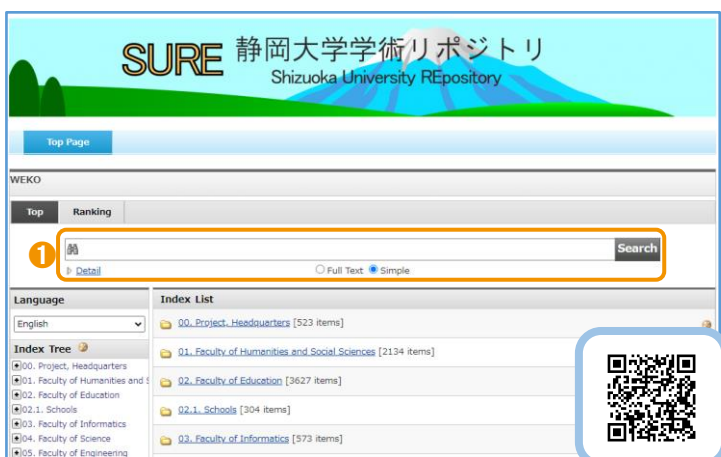 SURE 静岡大学学術リポジトリ
Shizuoka University REpository
Top Page
WEKO
Top Ranking
1 Search
Detail Full Text Simple
Language
English
Index Tree
00. Project, Headquarters
01. Faculty of Humanities and S
02. Faculty of Education
02.1. Schools
03. Faculty of Informatics
04. Faculty of Science
05. Faculty of Engineering
Index List
00. Project, Headquarters [523 items]
01. Faculty of Humanities and Social Sciences [2134 items]
02. Faculty of Education [3627 items]
02.1. Schools [304 items]
03. Faculty of Informatics [573 items]